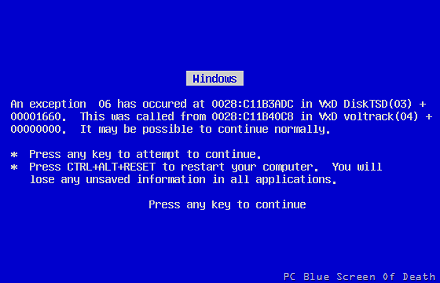 Windows
An exception  06 has occured at 0028:C11B3ADC in VxD DiskTSD(03) +
00001660.  This was called from 0028:C11B40C8 in VxD voltrack(04) +
00000000.  It may be possible to continue normally.
*  Press any key to attempt to continue.
*  Press CTRL+ALT+RESET to restart your computer.  You will
lose any unsaved information in all applications.
Press any key to continue
PC Blue Screen Of Death